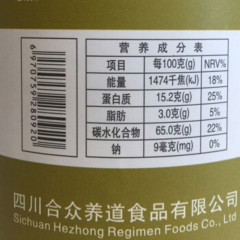 营养成分表
项目 每100克(g) NRV%
能量 1474千焦(kJ) 18%
蛋白质 15.2克(g) 25%
脂肪 3.0克(g) 5%
碳水化合物 65.0克(g) 22%
钠 9毫克(mg) 0%
6970759280920
四川合众养道食品有限公司
Sichuan Hezhong Regimen Foods Co., Ltd